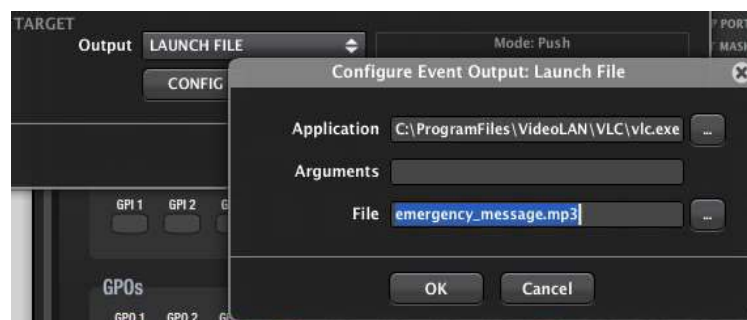 TARGET
Output LAUNCH FILE Mode: Push
PORT
MASK
CONFIG
Configure Event Output: Launch File
Application C:\ProgramFiles\VideoLAN\VLC\vlc.exe ...
Arguments
File emergency_message.mp3 ...
OK Cancel
GPI 1 GPI 2
GPOs
GPO 1 GPO 2